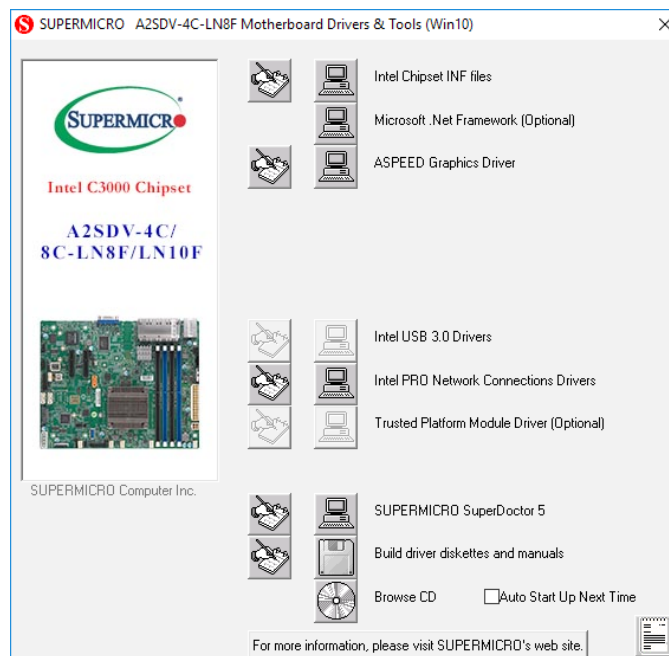 SUPERMICRO A2SDV-4C-LN8F Motherboard Drivers & Tools (Win10)
SUPERMICR
Intel C3000 Chipset
A2SDV-4C/
8C-LN8F/LN10F
SUPERMICRO Computer Inc.
Intel Chipset INF files
Microsoft .Net Framework (Optional)
ASPEED Graphics Driver
Intel USB 3.0 Drivers
Intel PRO Network Connections Drivers
Trusted Platform Module Driver (Optional)
SUPERMICRO SuperDoctor 5
Build driver diskettes and manuals
Browse CD
Auto Start Up Next Time
For more information, please visit SUPERMICRO's web site.